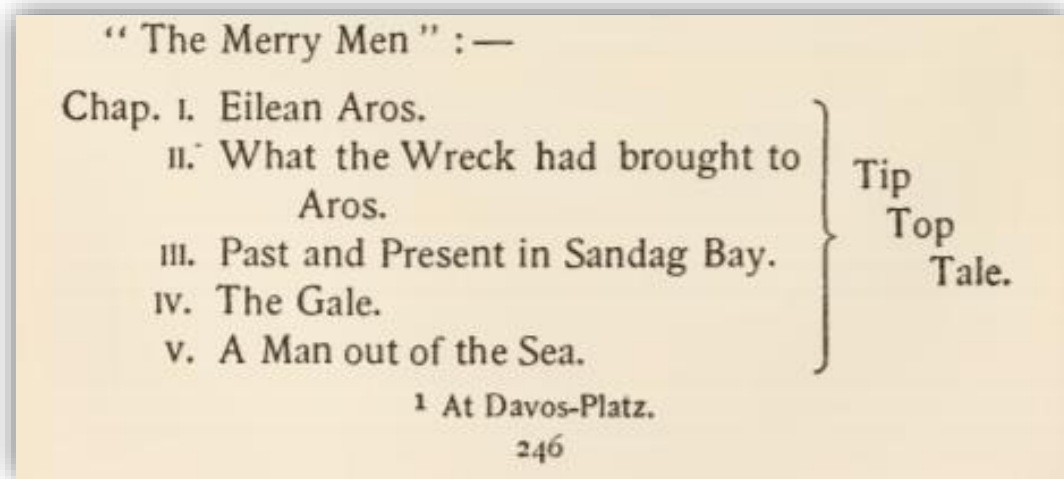 “ The Merry Men ” : —
Chap. I. Eilean Aros.
II. What the Wreck had brought to
Aros.
III. Past and Present in Sandag Bay.
IV. The Gale.
V. A Man out of the Sea.
Tip
Top
Tale.
1 At Davos-Platz.
246